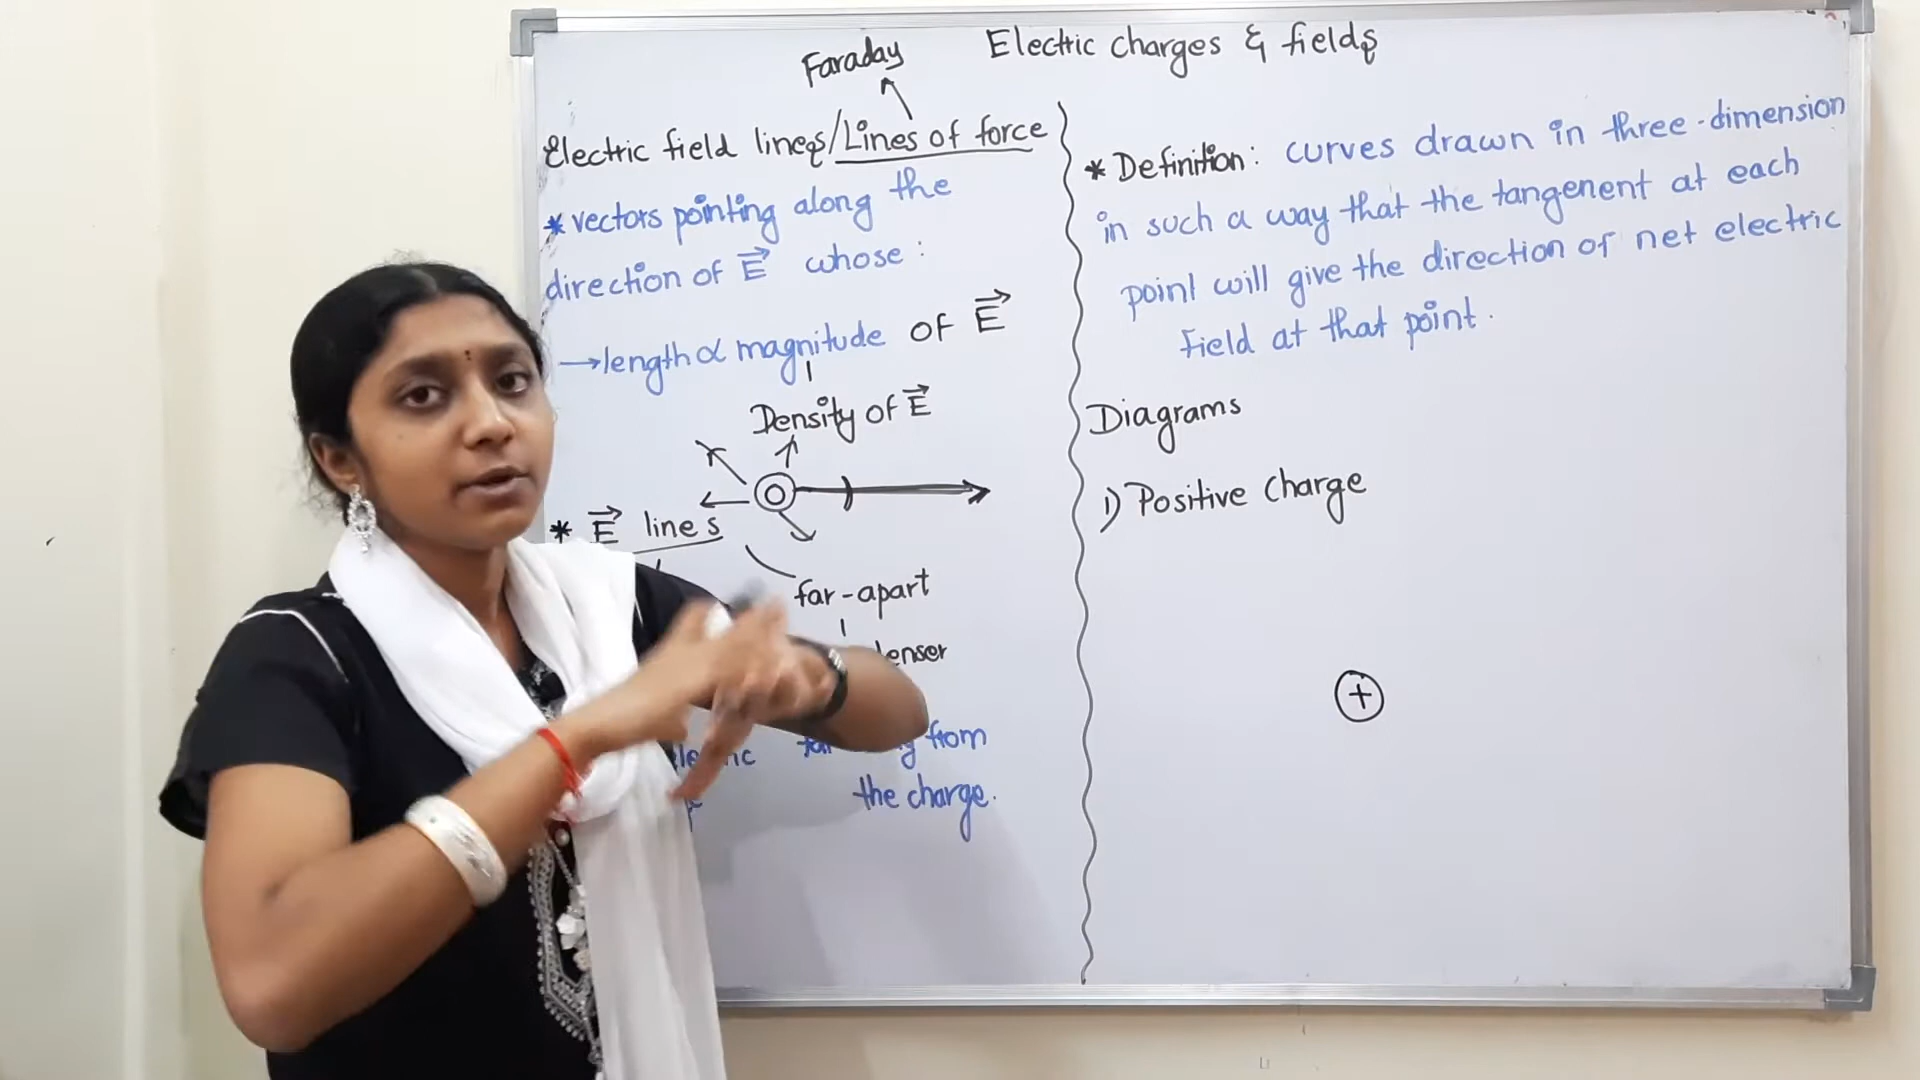 Electric charges & fields
Faraday
Electric field lines/Lines of force
* vectors pointing along the
direction of E⃗ whose :
→ length ∝ magnitude of E⃗
Density of E⃗
* E⃗ lines
far-apart
from
the charge.
* Definition: curves drawn in three-dimension
in such a way that the tangenent at each
point will give the direction of net electric
field at that point.
Diagrams
1) Positive charge
+